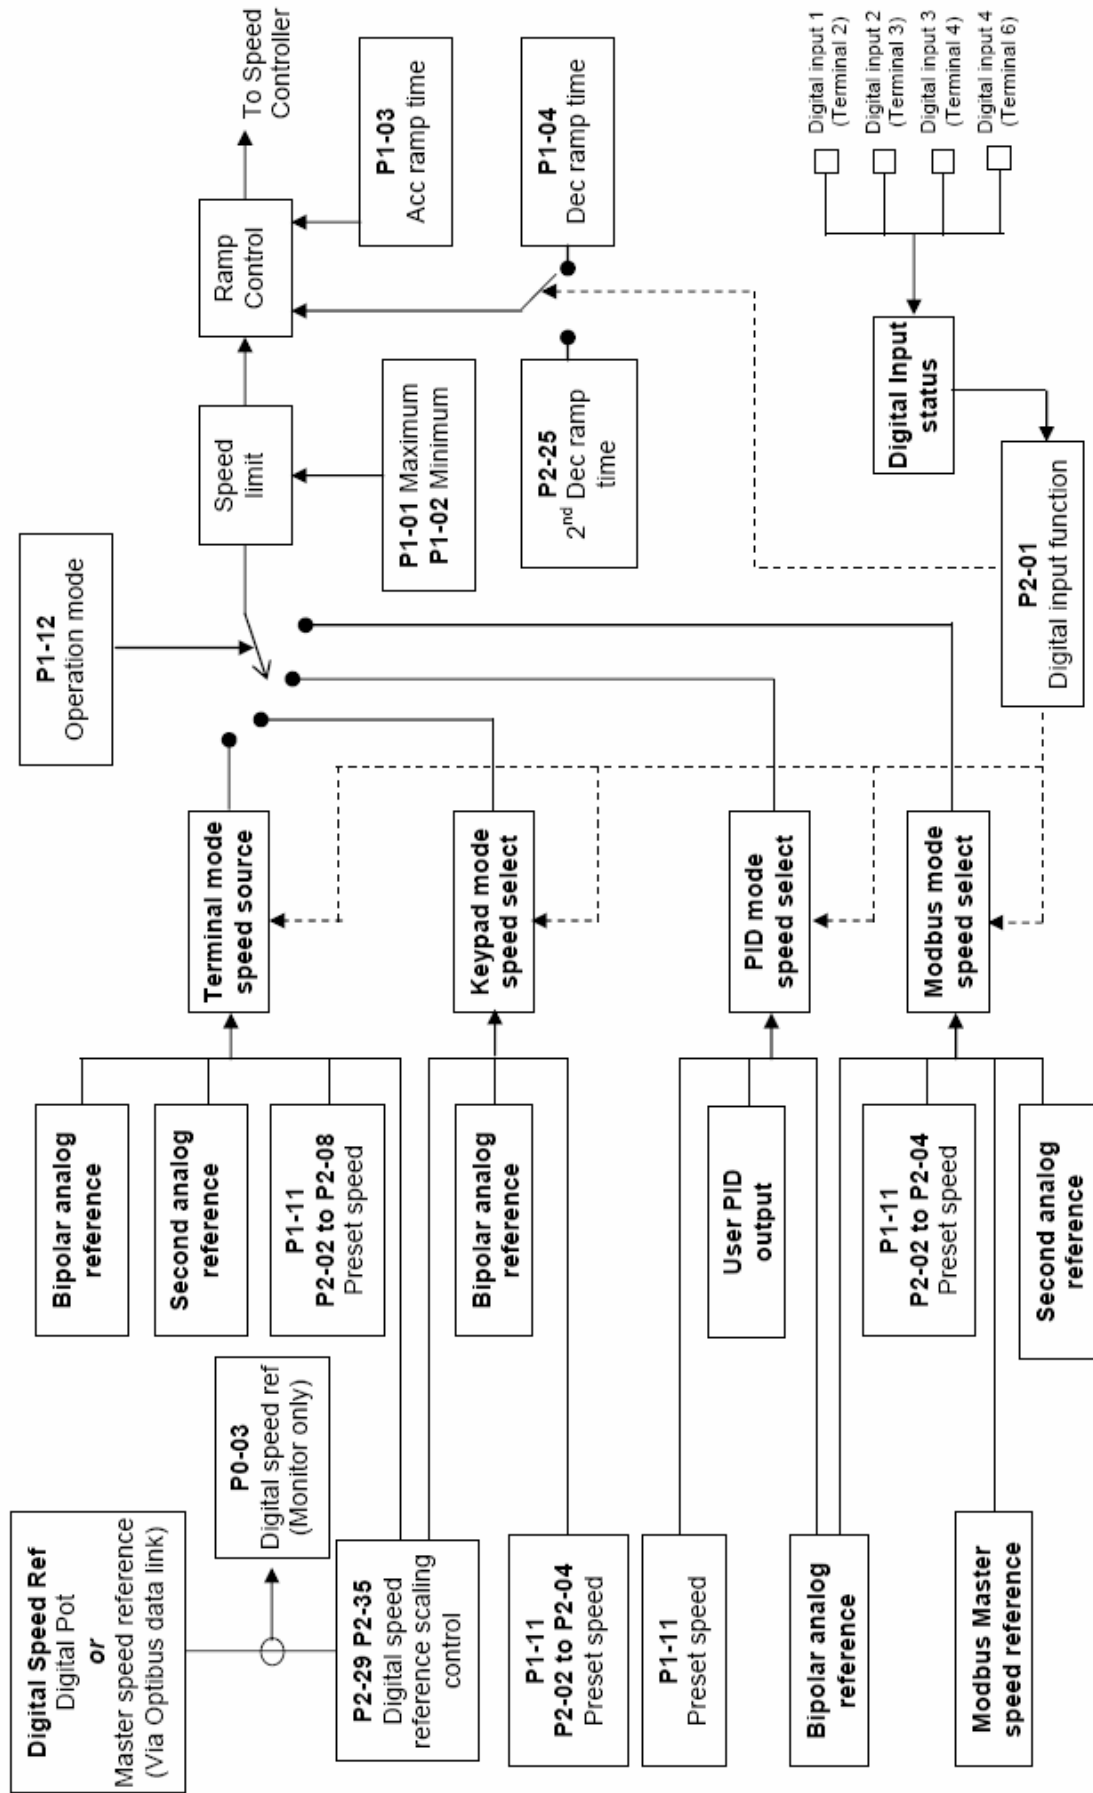 Digital Speed Ref
Digital Pot
or
Master speed reference
(Via Optibus data link)
P0-03
Digital speed ref
(Monitor only)
P2-29 P2-35
Digital speed
reference scaling
control
Bipolar analog
reference
Second analog
reference
P1-11
P2-02 to P2-08
Preset speed
Terminal mode
speed source
P1-12
Operation mode
Speed
limit
Ramp
Control
To Speed
Controller
P1-01 Maximum
P1-02 Minimum
P1-03
Acc ramp time
P1-11
P2-02 to P2-04
Preset speed
Bipolar analog
reference
Keypad mode
speed select
P2-25
2nd Dec ramp
time
P1-04
Dec ramp time
P1-11
Preset speed
User PID
output
PID mode
speed select
Bipolar analog
reference
P1-11
P2-02 to P2-04
Preset speed
Modbus mode
speed select
Modbus Master
speed reference
Second analog
reference
P2-01
Digital input function
Digital Input
status
Digital input 1
(Terminal 2)
Digital input 2
(Terminal 3)
Digital input 3
(Terminal 4)
Digital input 4
(Terminal 6)